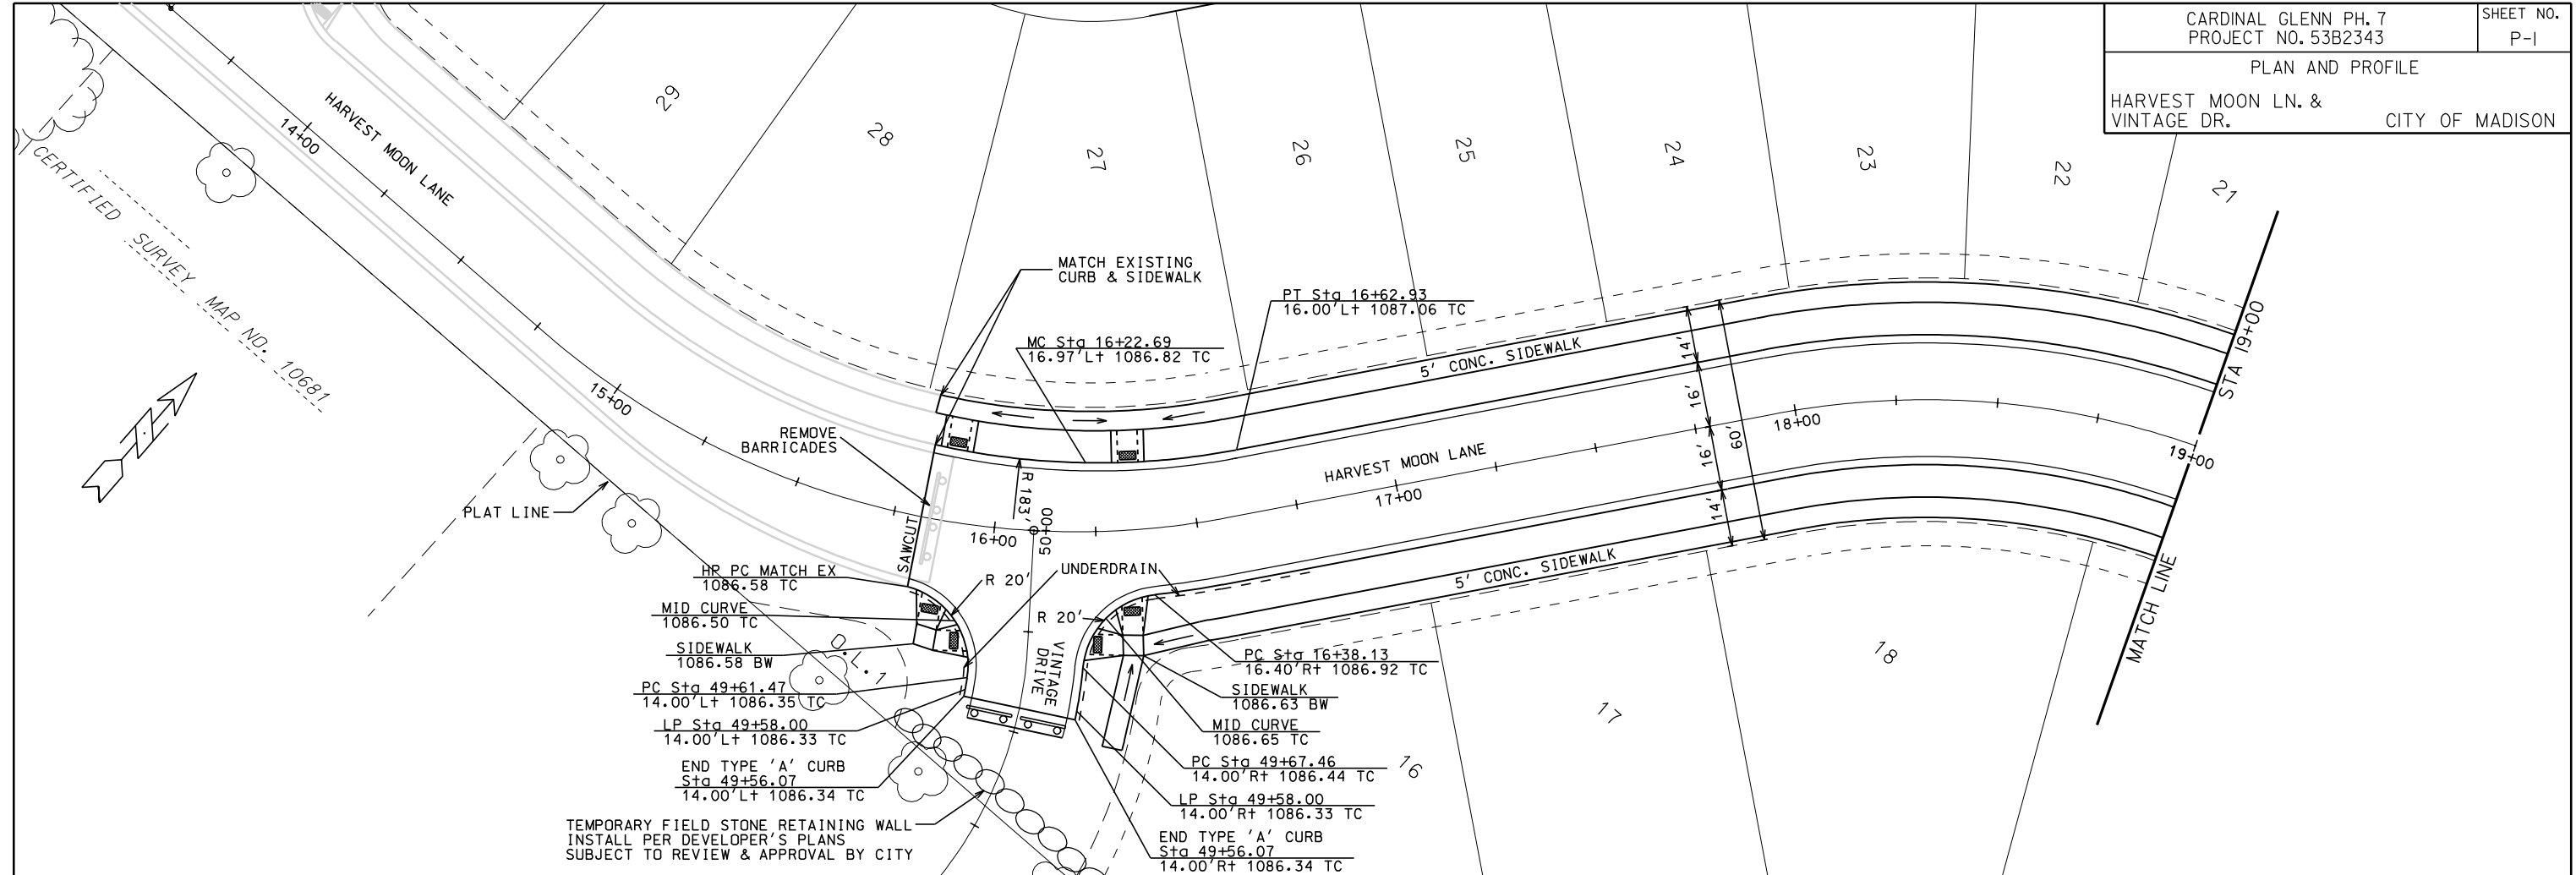 CARDINAL GLENN PH. 7
PROJECT NO. 53B2343
SHEET NO.
P-1
PLAN AND PROFILE
HARVEST MOON LN. &
VINTAGE DR.
CITY OF MADISON
29
28
27
26
25
24
23
22
21
14+00
HARVEST MOON LANE
CERTIFIED SURVEY MAP NO. 10681
MATCH EXISTING
CURB & SIDEWALK
PT Sta 16+62.93
16.00'Lt 1087.06 TC
MC Sta 16+22.69
16.97'Lt 1086.82 TC
5' CONC. SIDEWALK
14'
16'
60'
16'
14'
18+00
STA 19+00
19+00
15+00
REMOVE
BARRICADES
HARVEST MOON LANE
17+00
R 183'
PLAT LINE
SAWCUT
16+00
50+00
UNDERDRAIN
5' CONC. SIDEWALK
MATCH LINE
HP PC MATCH EX
1086.58 TC
R 20'
MID CURVE
1086.50 TC
R 20'
SIDEWALK
1086.58 BW
O.L. 1
VINTAGE
DRIVE
PC Sta 16+38.13
16.40'Rt 1086.92 TC
18
PC Sta 49+61.47
14.00'Lt 1086.35 TC
SIDEWALK
1086.63 BW
17
LP Sta 49+58.00
14.00'Lt 1086.33 TC
MID CURVE
1086.65 TC
END TYPE 'A' CURB
Sta 49+56.07
14.00'Lt 1086.34 TC
PC Sta 49+67.46
14.00'Rt 1086.44 TC
16
LP Sta 49+58.00
14.00'Rt 1086.33 TC
TEMPORARY FIELD STONE RETAINING WALL
INSTALL PER DEVELOPER'S PLANS
SUBJECT TO REVIEW & APPROVAL BY CITY
END TYPE 'A' CURB
Sta 49+56.07
14.00'Rt 1086.34 TC